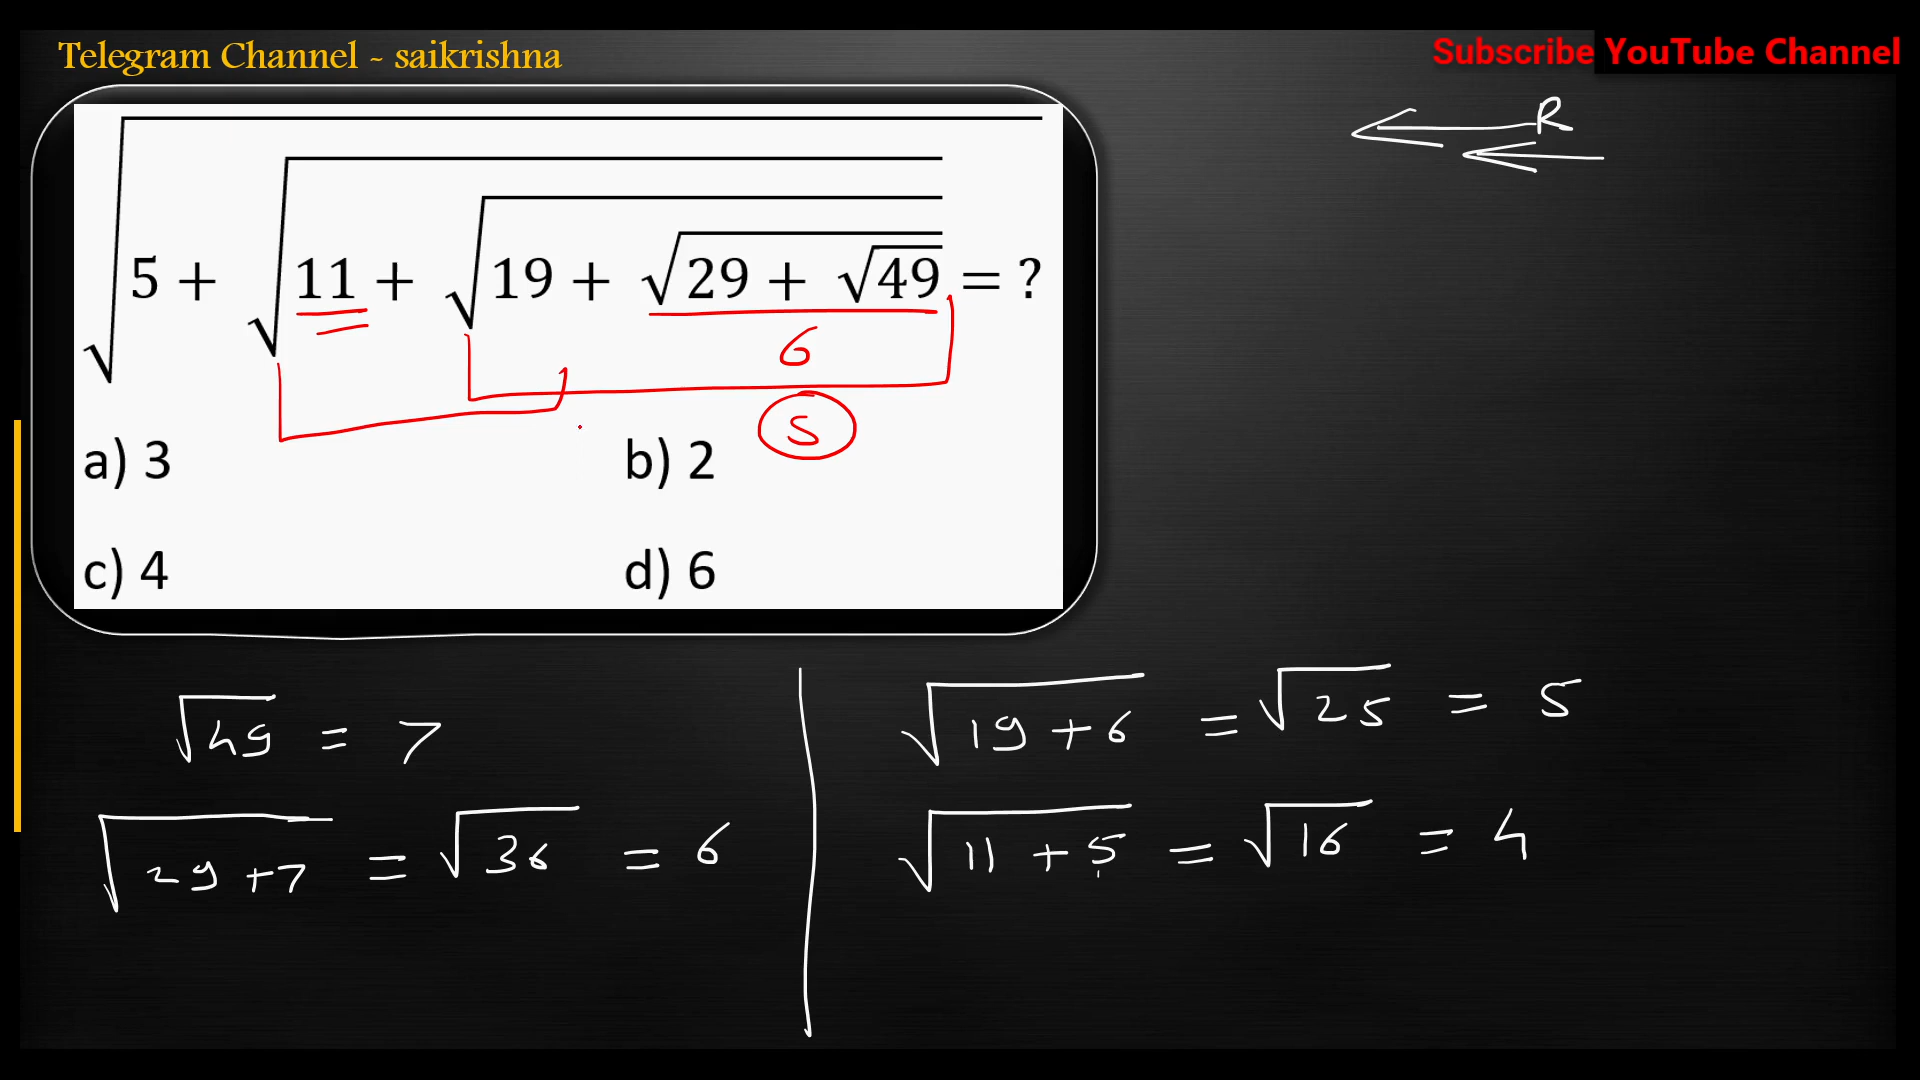 Telegram Channel - saikrishna
Subscribe YouTube Channel
R
√(5 + √(11 + √(19 + √(29 + √49)))) = ?
6
5
a) 3
b) 2
c) 4
d) 6
√49 = 7
√(29 + 7) = √36 = 6
√(19 + 6) = √25 = 5
√(11 + 5) = √16 = 4